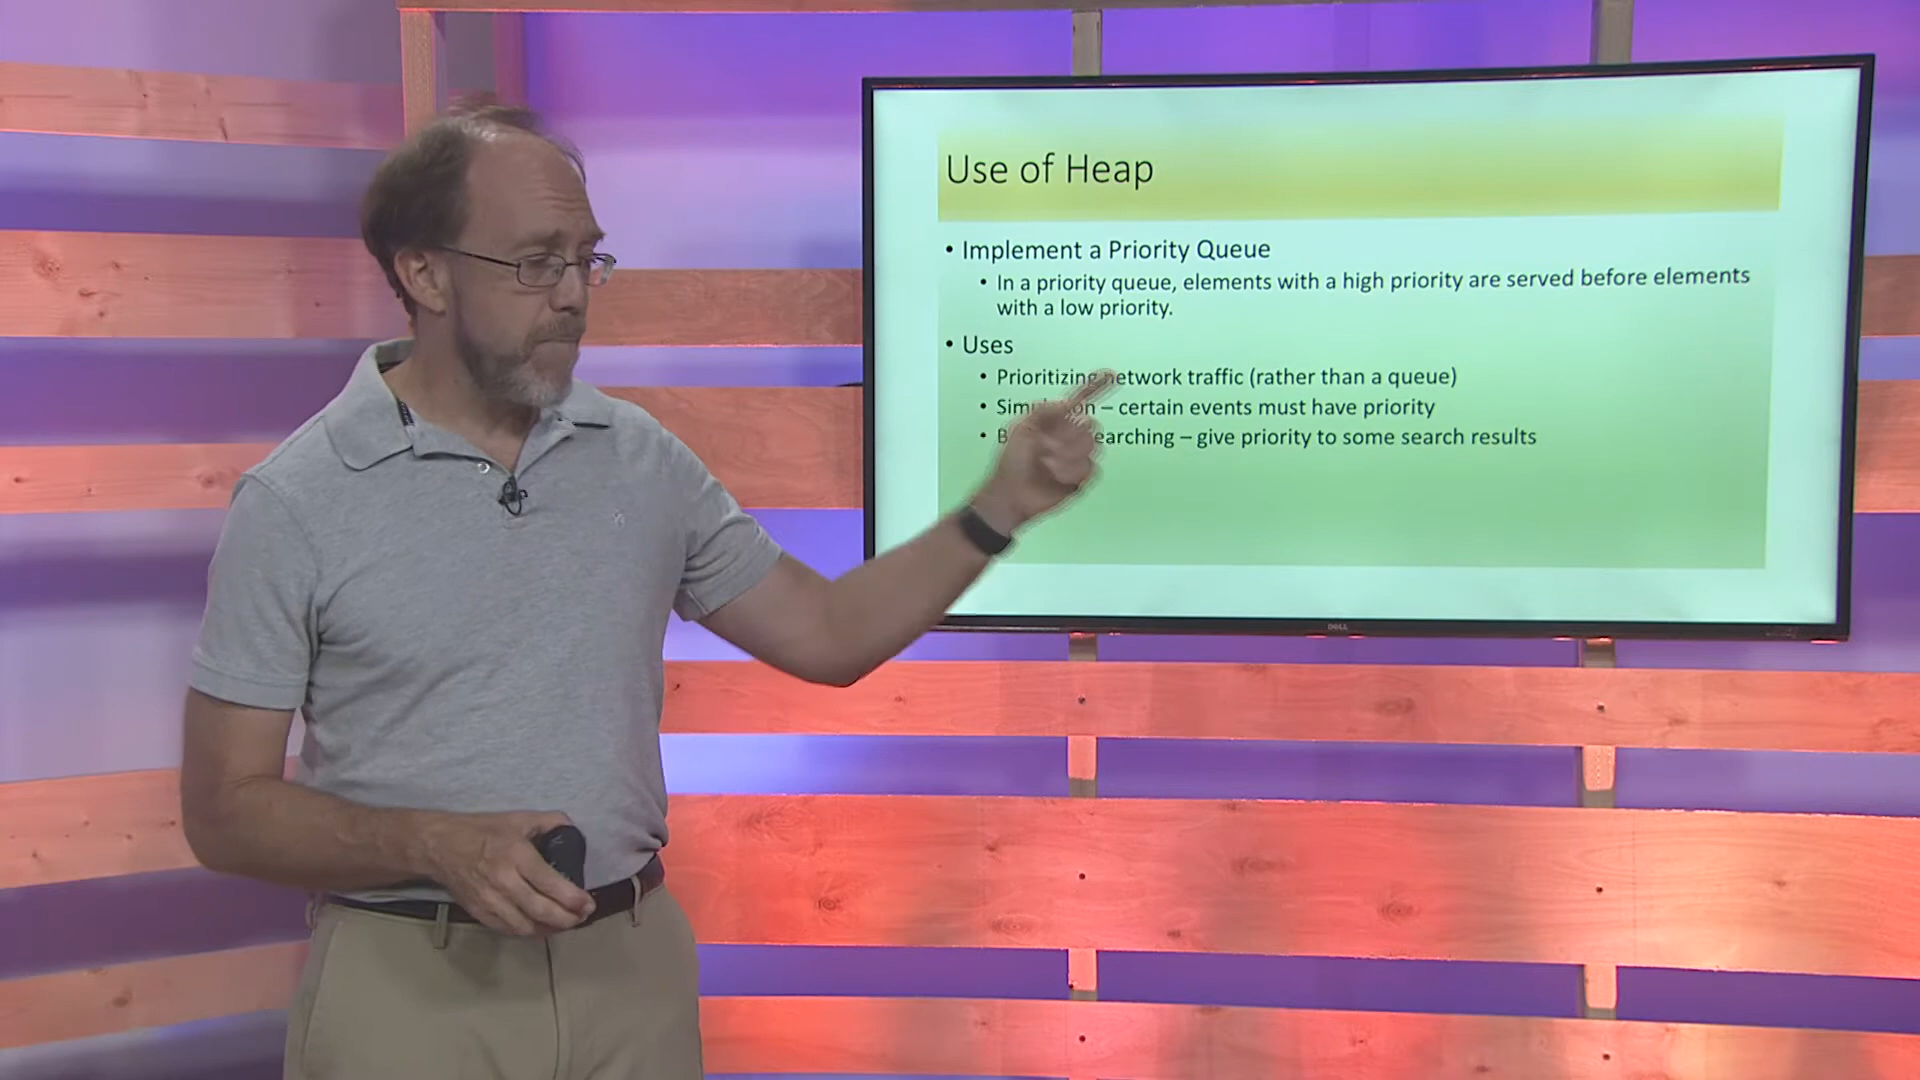 Use of Heap
• Implement a Priority Queue
• In a priority queue, elements with a high priority are served before elements
with a low priority.
• Uses
• Prioritizing network traffic (rather than a queue)
• – certain events must have priority
• – give priority to some search results
DELL